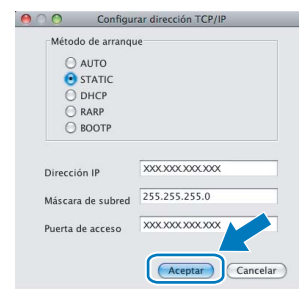 Configurar dirección TCP/IP
Método de arranque
AUTO
STATIC
DHCP
RARP
BOOTP
Dirección IP XXX.XXX.XXX.XXX
Máscara de subred 255.255.255.0
Puerta de acceso XXX.XXX.XXX.XXX
Aceptar Cancelar